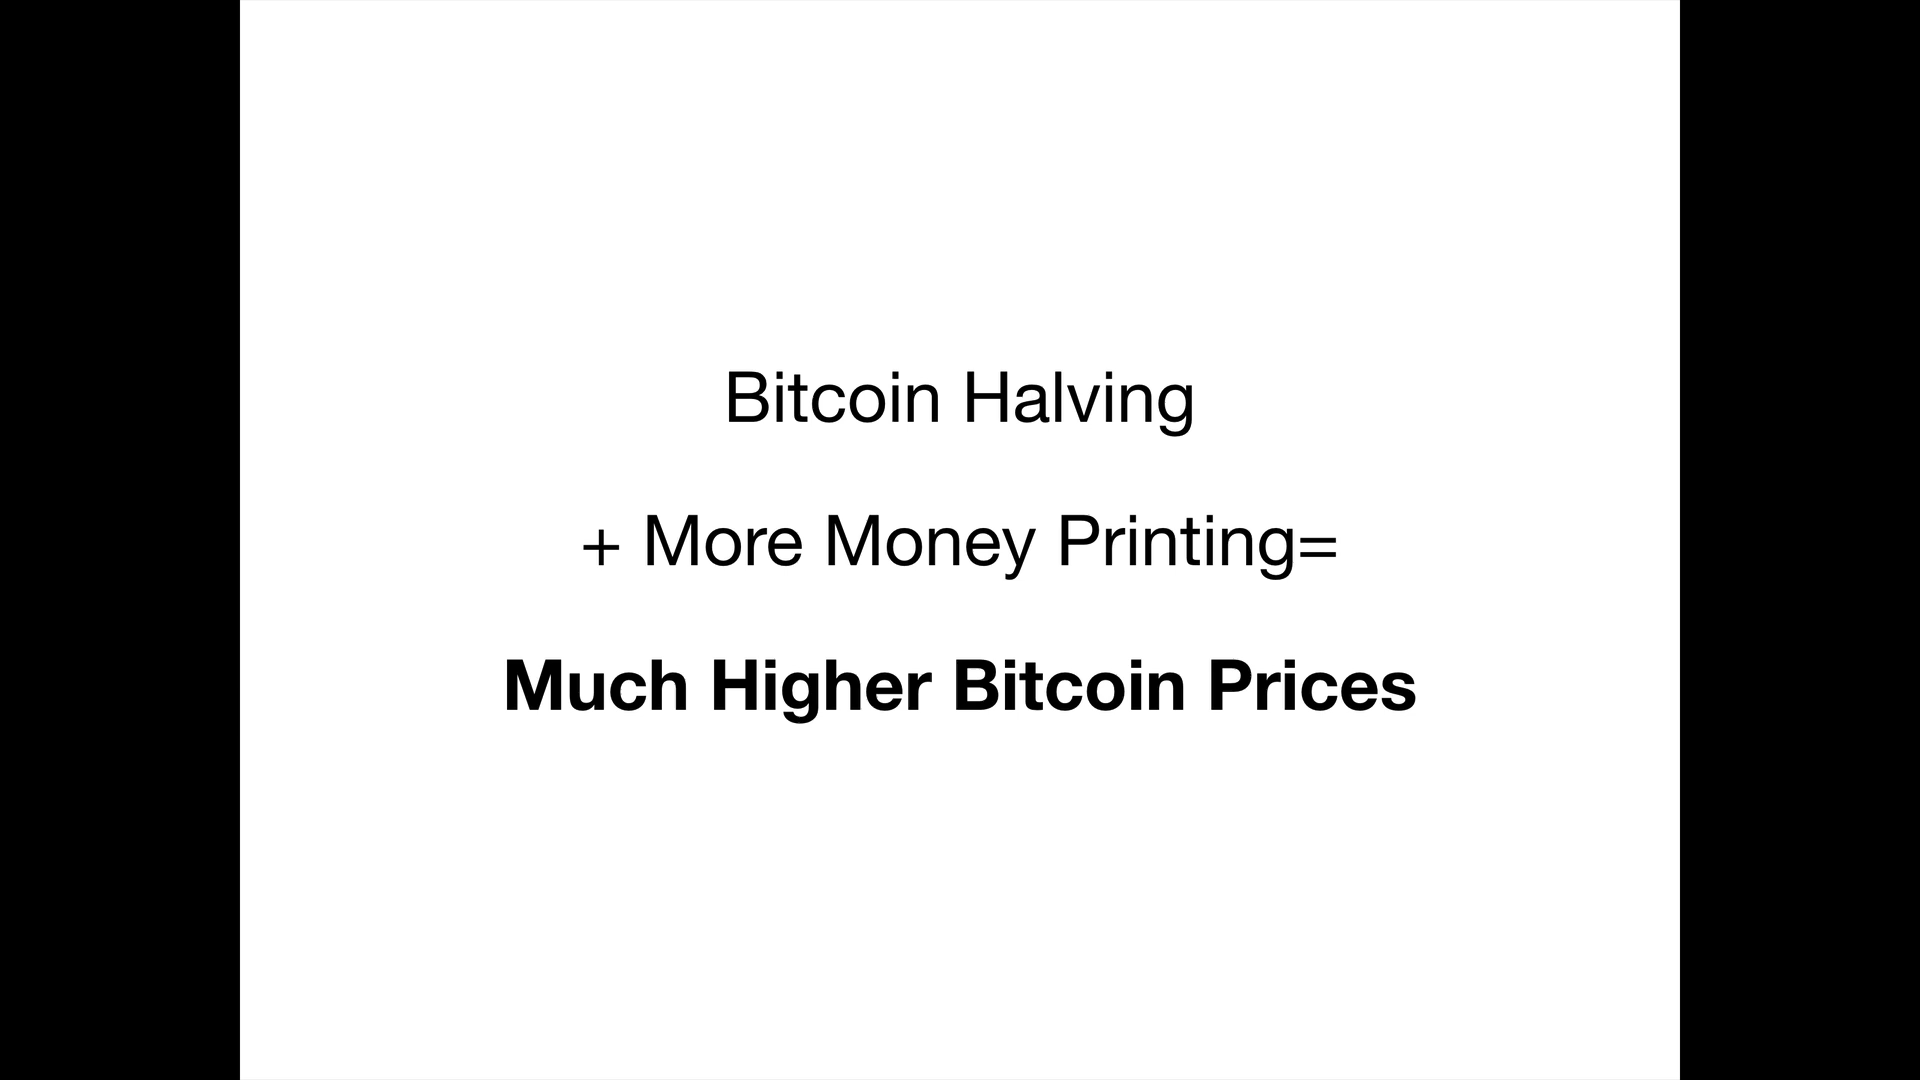 Bitcoin Halving
+ More Money Printing=
Much Higher Bitcoin Prices